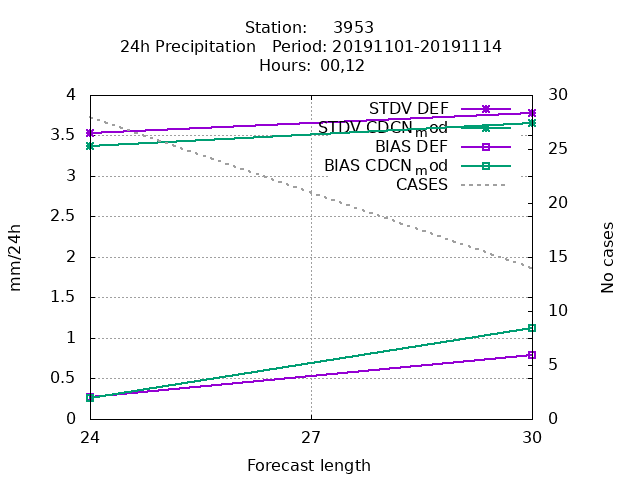 Station: 3953
24h Precipitation Period: 20191101-20191114
Hours: 00,12
4
3.5
3
2.5
2
1.5
1
0.5
0
30
25
20
15
10
5
0
24
27
30
mm/24h
No cases
Forecast length
STDV DEF
STDV CDCNmod
BIAS DEF
BIAS CDCNmod
CASES